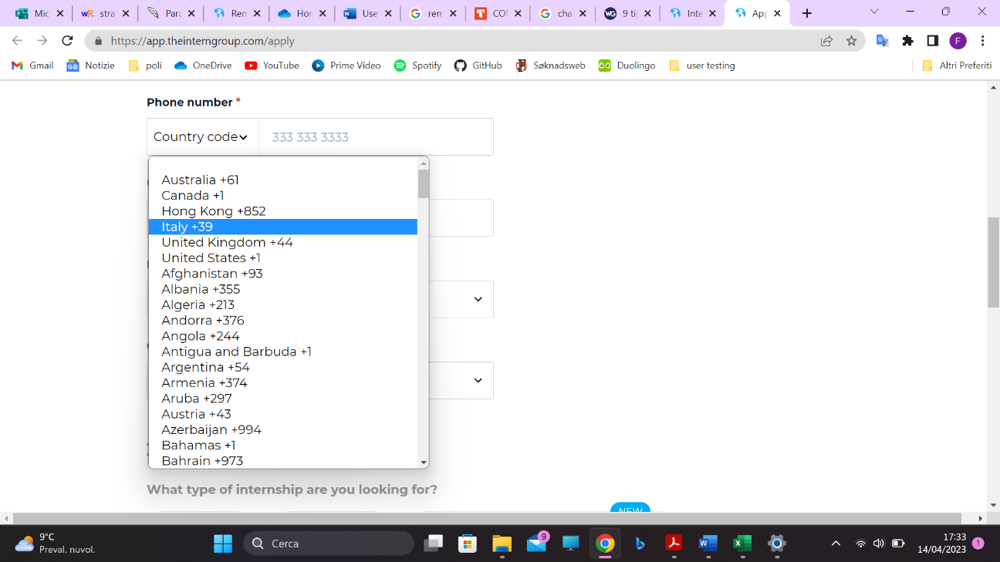 Mic
stra
Para
Ren
Hor
Use
rem
COI
cha
9 tip
Inte
App
https://app.theinterngroup.com/apply
F
Gmail
Notizie
poli
OneDrive
YouTube
Prime Video
Spotify
GitHub
Søknadsweb
Duolingo
user testing
Altri Preferiti
Phone number *
Country code
333 333 3333
Australia +61
Canada +1
Hong Kong +852
Italy +39
United Kingdom +44
United States +1
Afghanistan +93
Albania +355
Algeria +213
Andorra +376
Angola +244
Antigua and Barbuda +1
Argentina +54
Armenia +374
Aruba +297
Austria +43
Azerbaijan +994
Bahamas +1
Bahrain +973
What type of internship are you looking for?
NEW
9°C
Preval. nuvol.
Cerca
9
17:33
14/04/2023
1